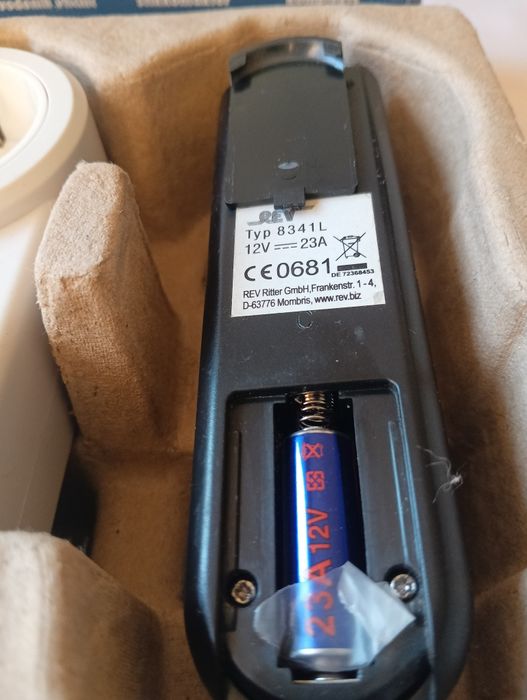 REV
Typ 8341L
12V 23A
CE0681
DE 72368453
REV Ritter GmbH, Frankenstr. 1-4,
D-63776 Mömbris, www.rev.biz
23A 12V